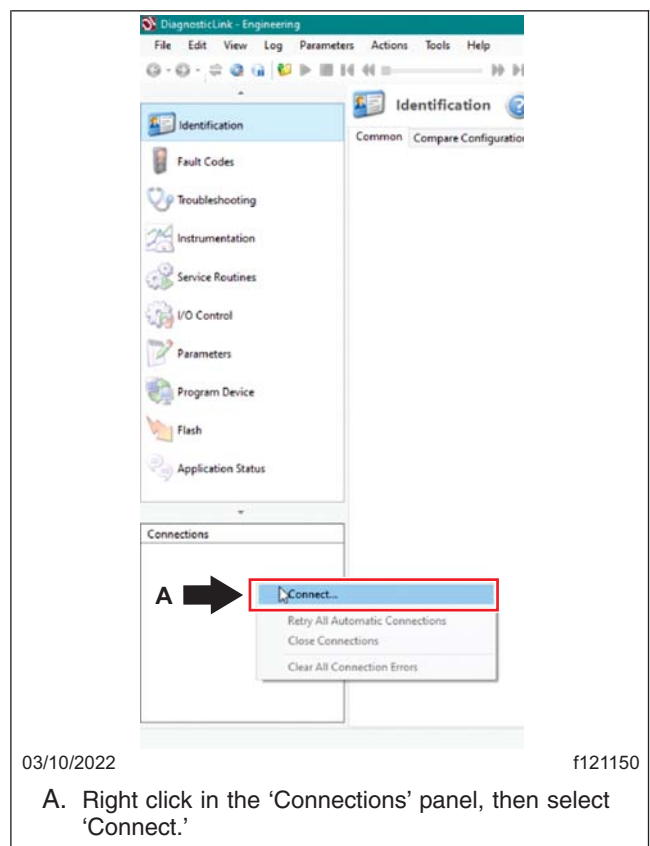 DiagnosticLink - Engineering
File Edit View Log Parameters Actions Tools Help
Identification
Identification
Common Compare Configuration
Fault Codes
Troubleshooting
Instrumentation
Service Routines
I/O Control
Parameters
Program Device
Flash
Application Status
Connections
A
Connect...
Retry All Automatic Connections
Close Connections
Clear All Connection Errors
03/10/2022 f121150
A. Right click in the ‘Connections’ panel, then select
‘Connect.’